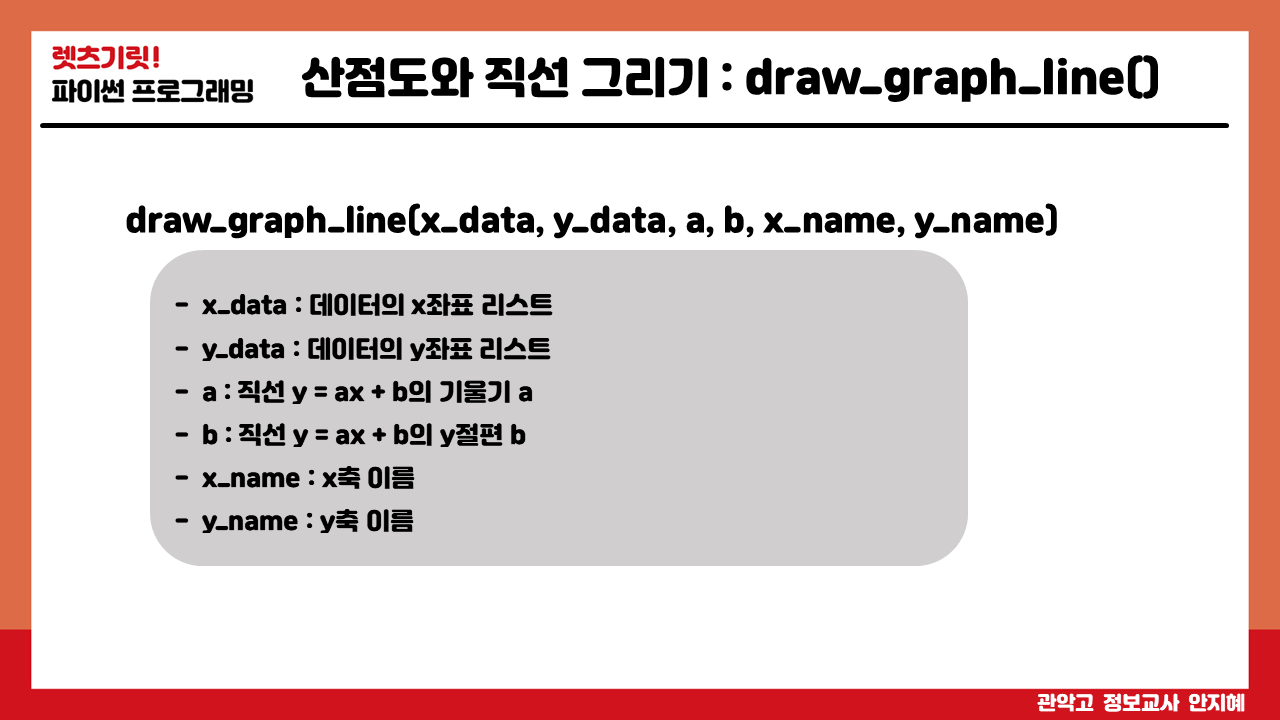 렛츠기릿!
파이썬 프로그래밍
산점도와 직선 그리기 : draw_graph_line()
draw_graph_line(x_data, y_data, a, b, x_name, y_name)
- x_data : 데이터의 x좌표 리스트
- y_data : 데이터의 y좌표 리스트
- a : 직선 y = ax + b의 기울기 a
- b : 직선 y = ax + b의 y절편 b
- x_name : x축 이름
- y_name : y축 이름
관악고 정보교사 안지혜